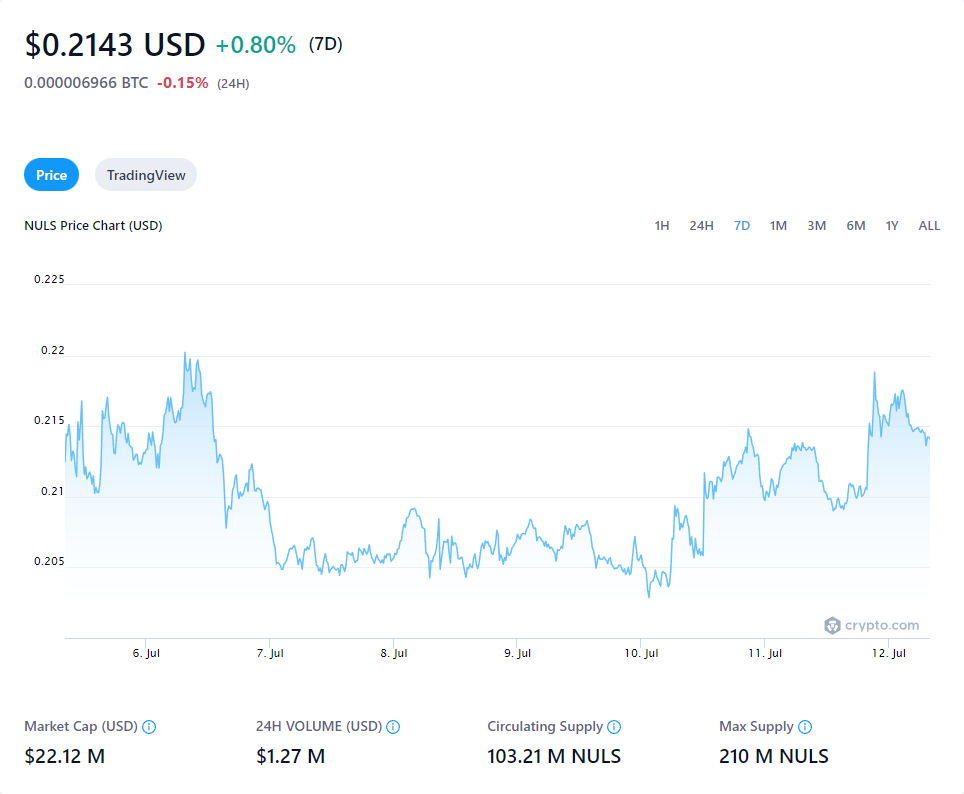 $0.2143 USD +0.80% (7D)
0.000006966 BTC -0.15% (24H)
Price TradingView
NULS Price Chart (USD) 1H 24H 7D 1M 3M 6M 1Y ALL
0.225
0.22
0.215
0.21
0.205
crypto.com
6. Jul 7. Jul 8. Jul 9. Jul 10. Jul 11. Jul 12. Jul
Market Cap (USD) 24H VOLUME (USD) Circulating Supply Max Supply
$22.12 M $1.27 M 103.21 M NULS 210 M NULS